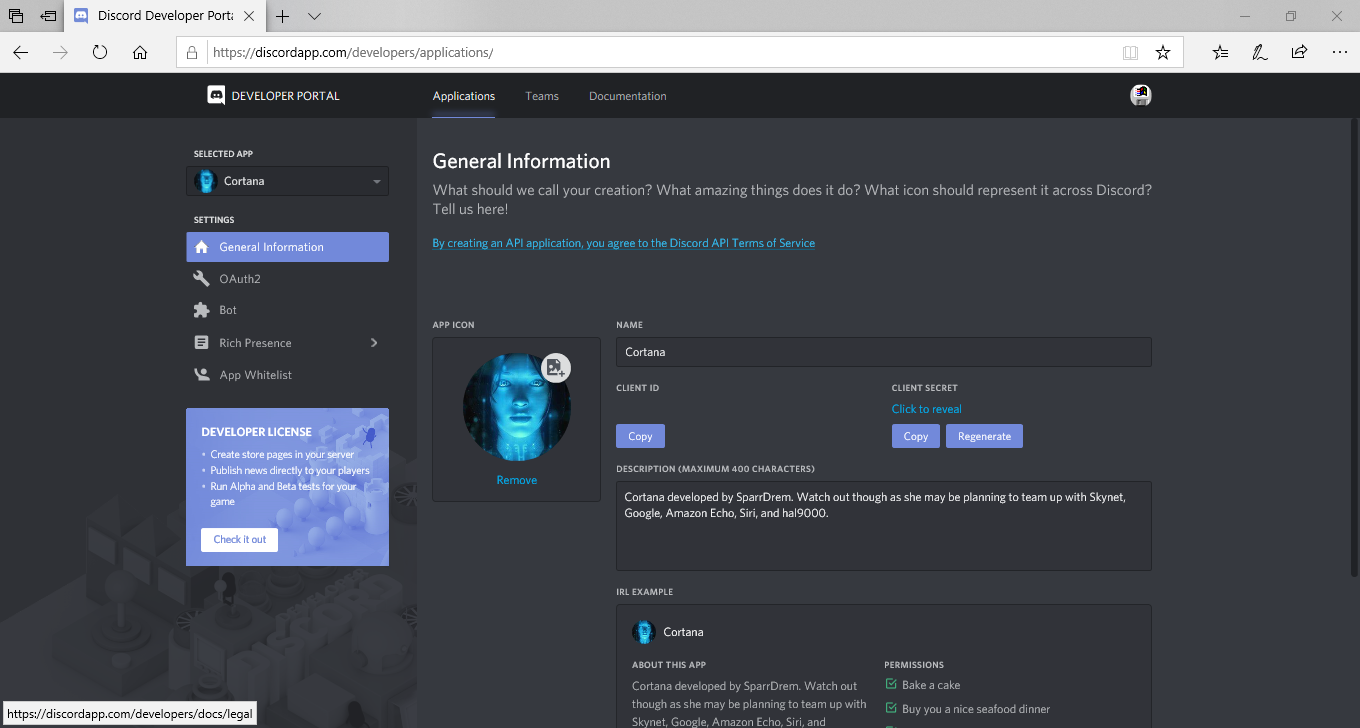 Discord Developer Porta
https://discordapp.com/developers/applications/
DEVELOPER PORTAL
Applications
Teams
Documentation
SELECTED APP
Cortana
SETTINGS
General Information
OAuth2
Bot
Rich Presence
App Whitelist
DEVELOPER LICENSE
• Create store pages in your server
• Publish news directly to your players
• Run Alpha and Beta tests for your
game
Check it out
General Information
What should we call your creation? What amazing things does it do? What icon should represent it across Discord?
Tell us here!
By creating an API application, you agree to the Discord API Terms of Service
APP ICON
Remove
NAME
Cortana
CLIENT ID
Copy
CLIENT SECRET
Click to reveal
Copy
Regenerate
DESCRIPTION (MAXIMUM 400 CHARACTERS)
Cortana developed by SparrDrem. Watch out though as she may be planning to team up with Skynet,
Google, Amazon Echo, Siri, and hal9000.
IRL EXAMPLE
Cortana
ABOUT THIS APP
Cortana developed by SparrDrem. Watch out
though as she may be planning to team up with
Skynet, Google, Amazon Echo, Siri, and
PERMISSIONS
Bake a cake
Buy you a nice seafood dinner
https://discordapp.com/developers/docs/legal